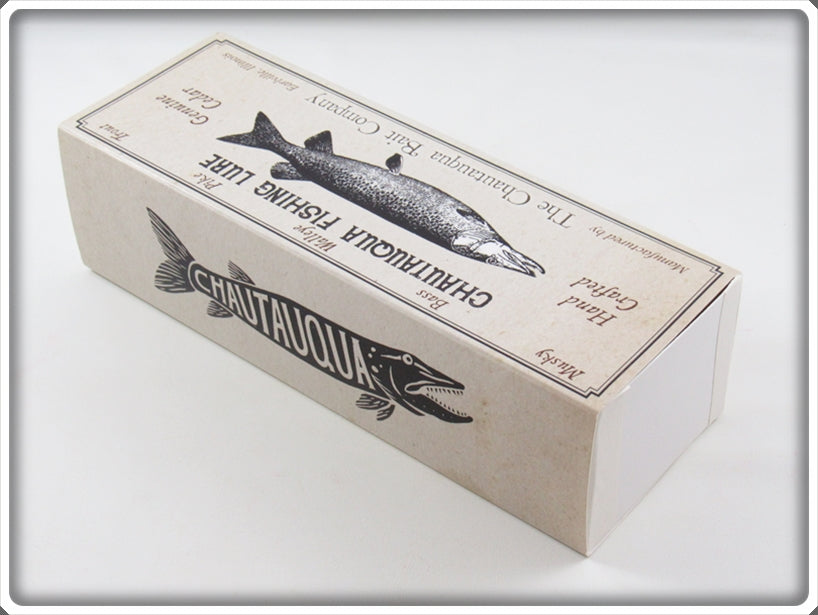 Musky
Bass
Walleye
Pike
Trout
CHAUTAUQUA FISHING LURE
Hand
Crafted
Genuine
Cedar
Manufactured by
The Chautauqua Bait Company
Earlville, Illinois
CHAUTAUQUA